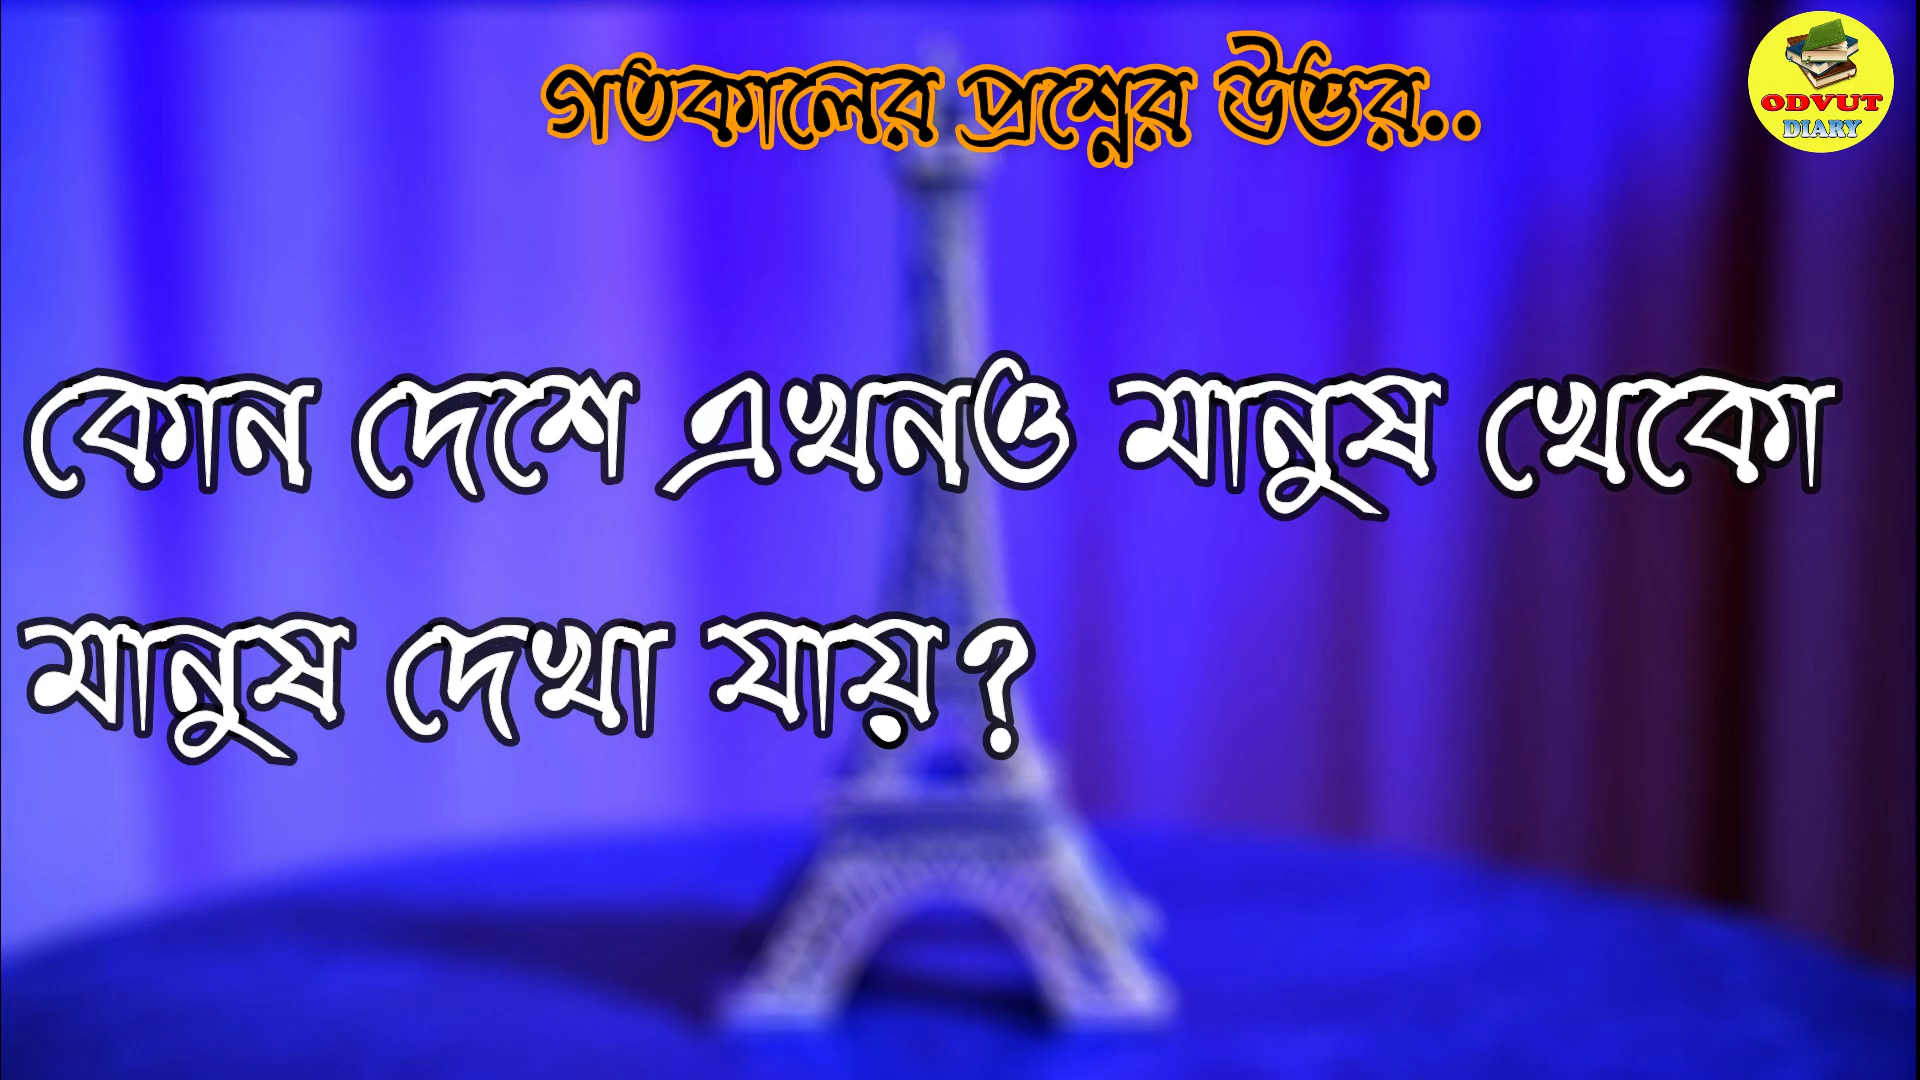 গতকালের প্রশ্নের উত্তর..
ODVUT
DIARY
কোন দেশে এখনও মানুষ খেকো
মানুষ দেখা যায়?